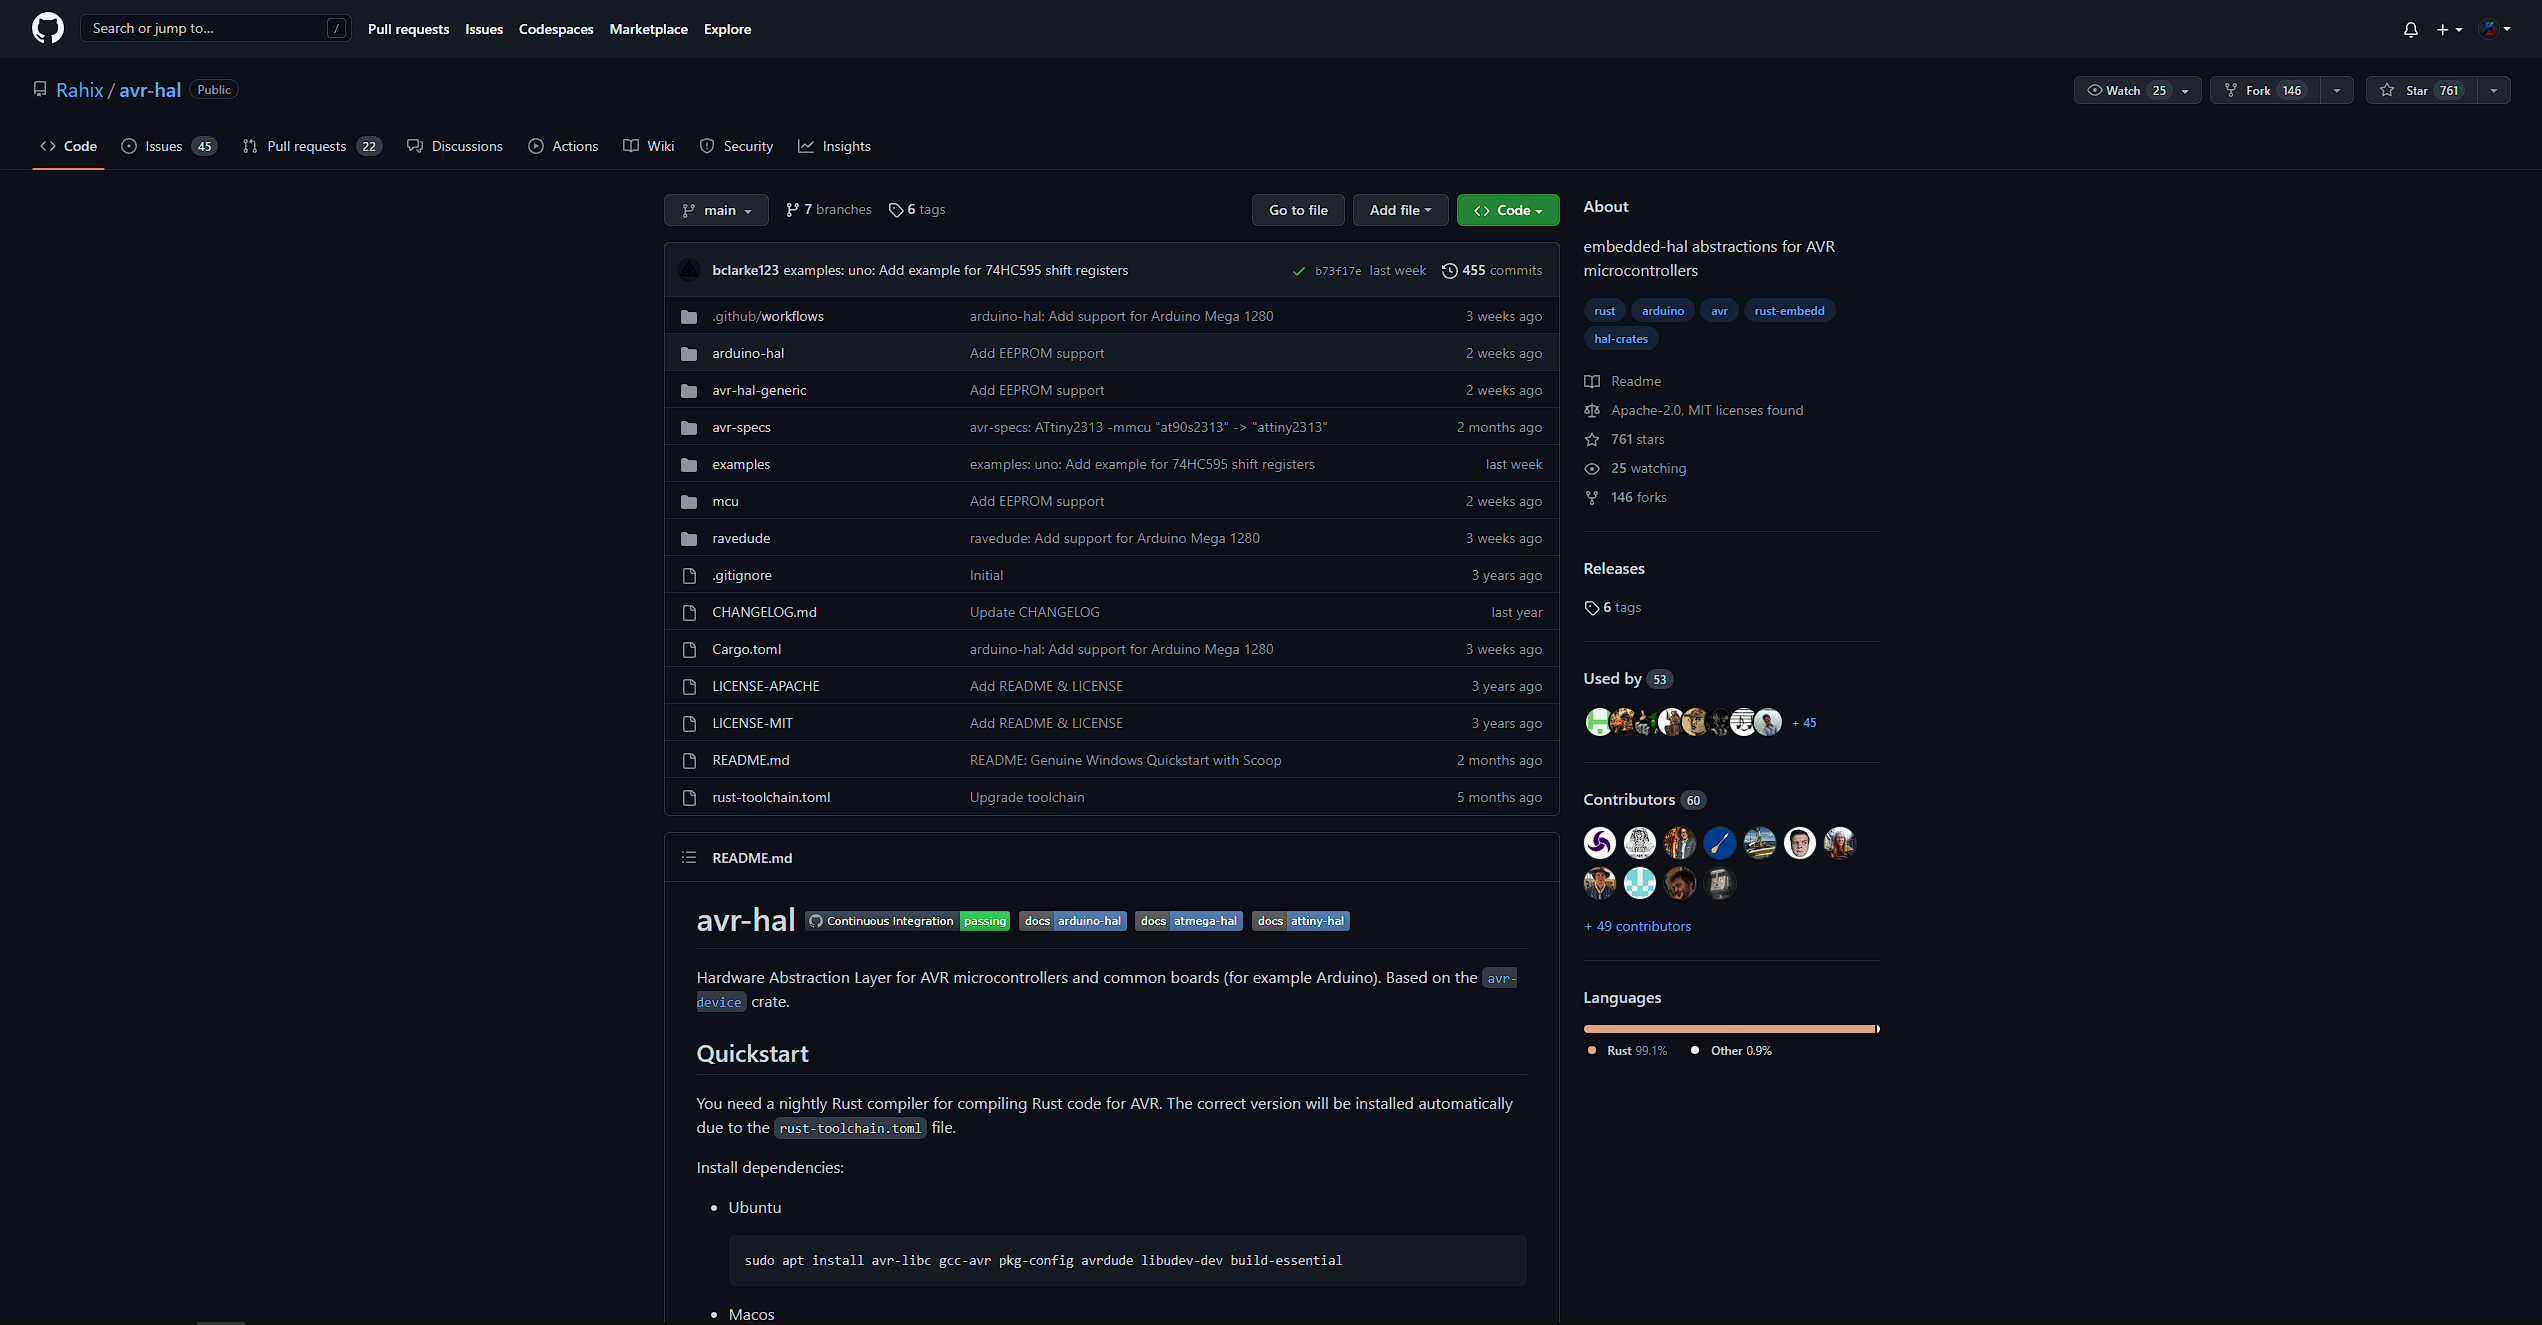 Search or jump to... /
Pull requests Issues Codespaces Marketplace Explore
Rahix / avr-hal Public
Watch 25 Fork 146 Star 761
Code Issues 45 Pull requests 22 Discussions Actions Wiki Security Insights
main 7 branches 6 tags
Go to file Add file Code
bclarke123 examples: uno: Add example for 74HC595 shift registers b73f17e last week 455 commits
.github/workflows arduino-hal: Add support for Arduino Mega 1280 3 weeks ago
arduino-hal Add EEPROM support 2 weeks ago
avr-hal-generic Add EEPROM support 2 weeks ago
avr-specs avr-specs: ATtiny2313 -mmcu "at90s2313" -> "attiny2313" 2 months ago
examples examples: uno: Add example for 74HC595 shift registers last week
mcu Add EEPROM support 2 weeks ago
ravedude ravedude: Add support for Arduino Mega 1280 3 weeks ago
.gitignore Initial 3 years ago
CHANGELOG.md Update CHANGELOG last year
Cargo.toml arduino-hal: Add support for Arduino Mega 1280 3 weeks ago
LICENSE-APACHE Add README & LICENSE 3 years ago
LICENSE-MIT Add README & LICENSE 3 years ago
README.md README: Genuine Windows Quickstart with Scoop 2 months ago
rust-toolchain.toml Upgrade toolchain 5 months ago
README.md
avr-hal Continuous Integration passing docs arduino-hal docs atmega-hal docs attiny-hal
Hardware Abstraction Layer for AVR microcontrollers and common boards (for example Arduino). Based on the avr-
device crate.
Quickstart
You need a nightly Rust compiler for compiling Rust code for AVR. The correct version will be installed automatically
due to the rust-toolchain.toml file.
Install dependencies:
• Ubuntu
sudo apt install avr-libc gcc-avr pkg-config avrdude libudev-dev build-essential
• Macos
About
embedded-hal abstractions for AVR
microcontrollers
rust arduino avr rust-embedd
hal-crates
Readme
Apache-2.0, MIT licenses found
761 stars
25 watching
146 forks
Releases
6 tags
Used by 53
+ 45
Contributors 60
+ 49 contributors
Languages
Rust 99.1% Other 0.9%